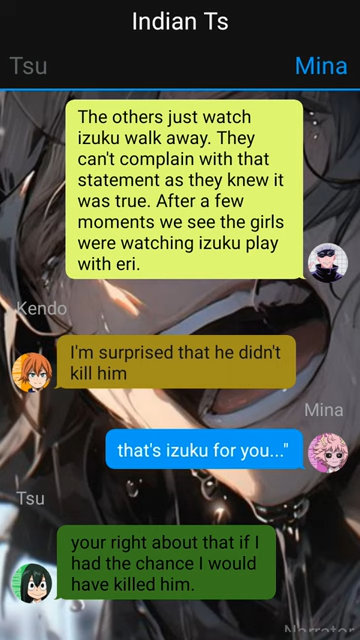 Indian Ts
Tsu
Mina
The others just watch
izuku walk away. They
can't complain with that
statement as they knew it
was true. After a few
moments we see the girls
were watching izuku play
with eri.
Kendo
I'm surprised that he didn't
kill him
Mina
that's izuku for you..."
Tsu
your right about that if I
had the chance I would
have killed him.
Narrator